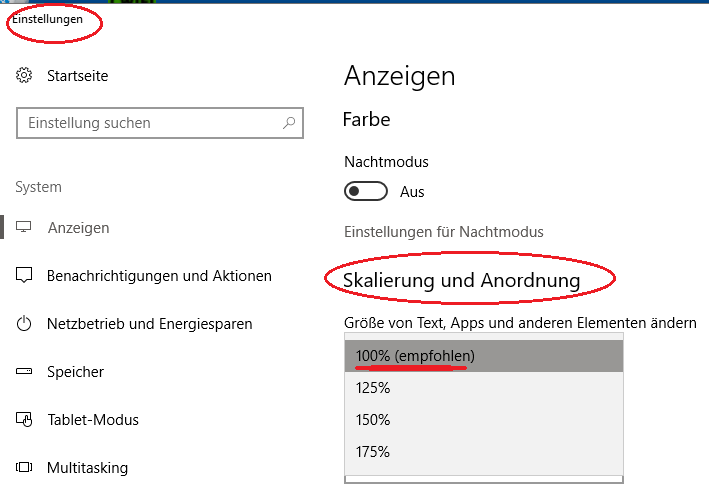 Einstellungen
Startseite
Einstellung suchen
System
Anzeigen
Benachrichtigungen und Aktionen
Netzbetrieb und Energiesparen
Speicher
Tablet-Modus
Multitasking
Anzeigen
Farbe
Nachtmodus
Aus
Einstellungen für Nachtmodus
Skalierung und Anordnung
Größe von Text, Apps und anderen Elementen ändern
100% (empfohlen)
125%
150%
175%